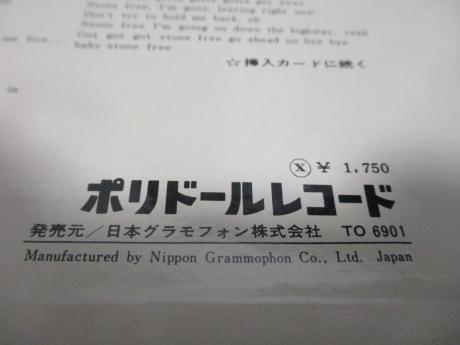 Stone free, I'm gone, leaving right now
Don't try to hold me back, oh
Stone free I'm going on down the highway, yeah
me live... Got got got stone free go ahead on bye bye
baby stone free
☆挿入カードに続く
in
Ⓧ ¥ 1,750
ポリドールレコード
発売元/日本グラモフォン株式会社 TO 6901
Manufactured by Nippon Grammophon Co., Ltd. Japan